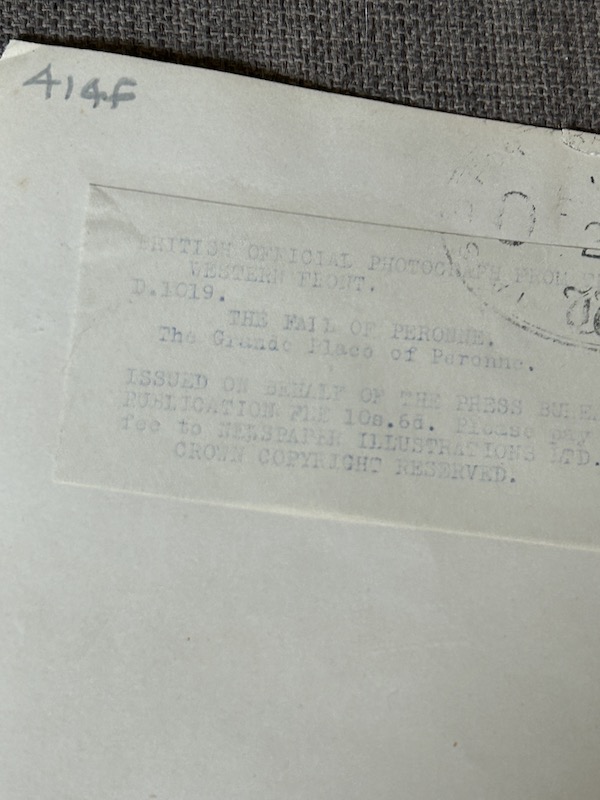 414F
BRITISH OFFICIAL PHOTOGRAPH FROM
WESTERN FRONT.
D.1019.
THE FALL OF PERONNE.
The Grande Place of Peronne.
ISSUED ON BEHALF OF THE PRESS BUREA
PUBLICATION FEE 10s.6d. Please pay
fee to NEWSPAPER ILLUSTRATIONS LTD.
CROWN COPYRIGHT RESERVED.